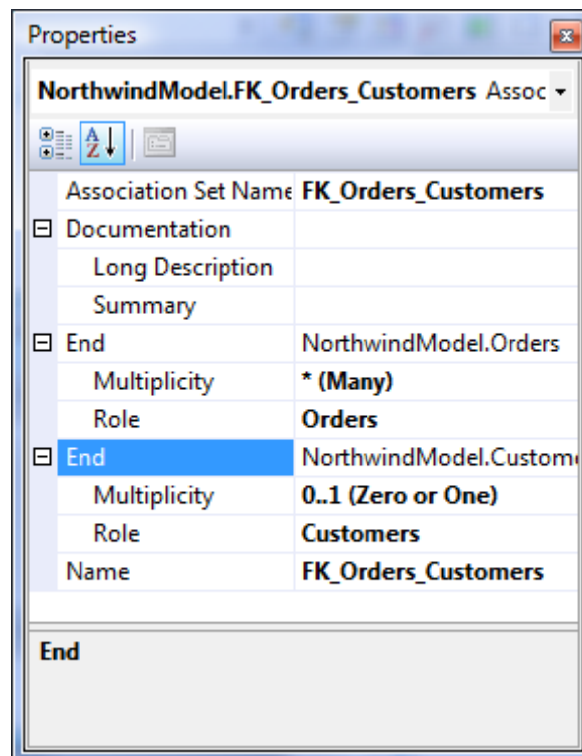 Properties
NorthwindModel.FK_Orders_Customers Assoc
Association Set Name FK_Orders_Customers
Documentation
Long Description
Summary
End NorthwindModel.Orders
Multiplicity * (Many)
Role Orders
End NorthwindModel.Custome
Multiplicity 0..1 (Zero or One)
Role Customers
Name FK_Orders_Customers
End